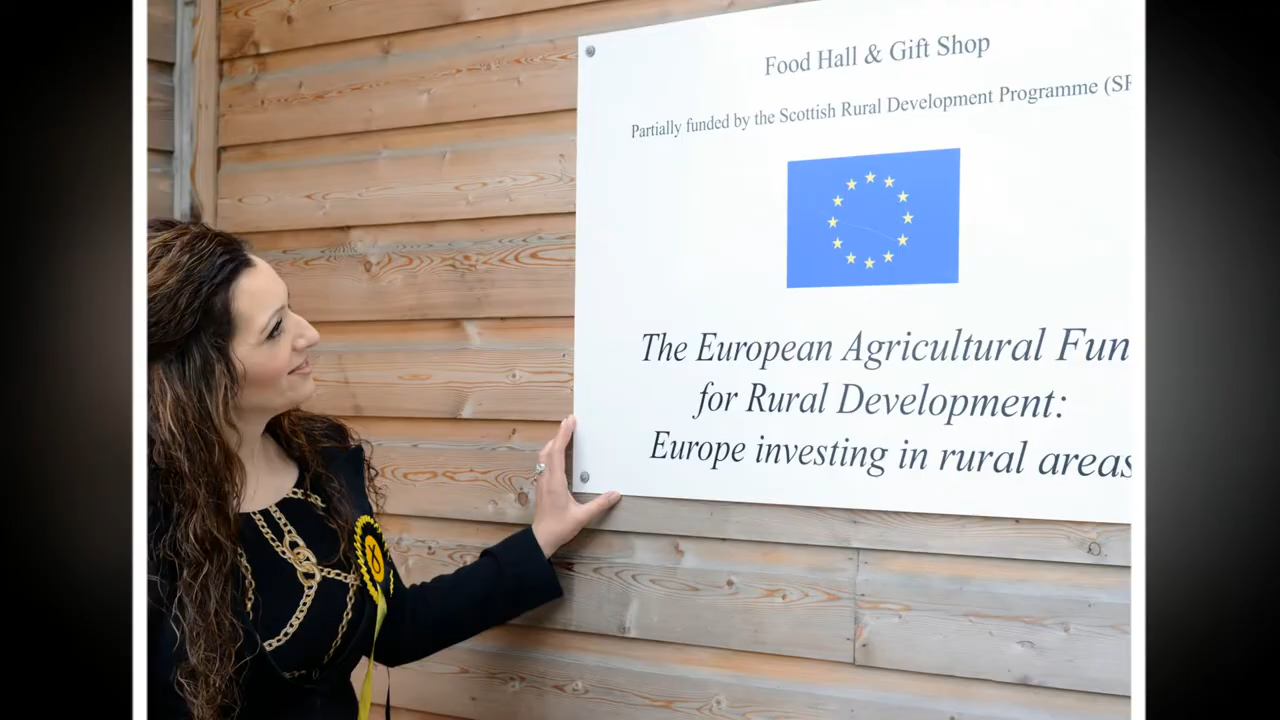 Food Hall & Gift Shop
Partially funded by the Scottish Rural Development Programme (SR
The European Agricultural Fun
for Rural Development:
Europe investing in rural areas